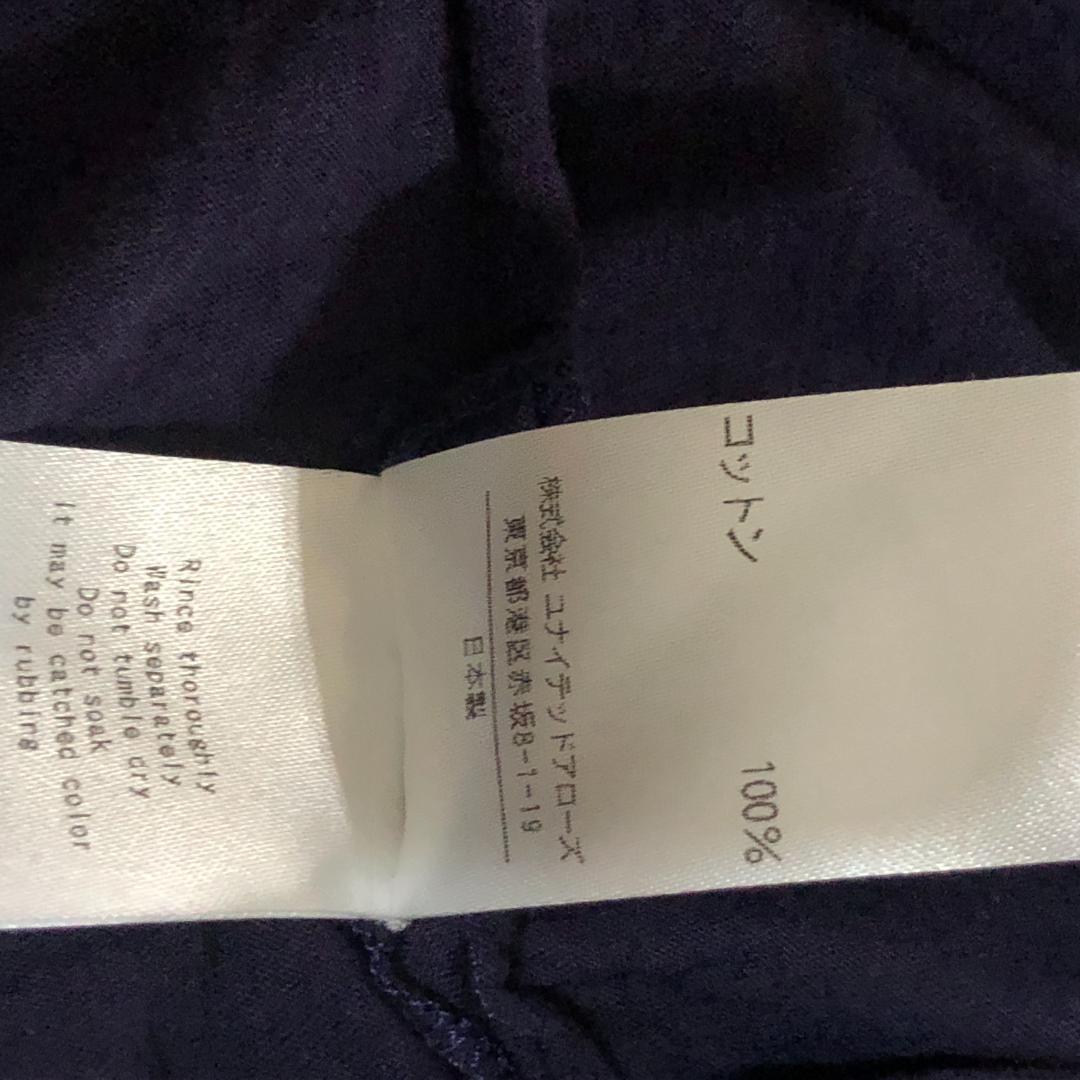 コットン 100%
株式会社 ユナイテッドアローズ
東京都港区赤坂8-1-19
日本製
Rince thoroughly
Wash separately
Do not tumble dry
Do not soak
It may be catched color
by rubbing